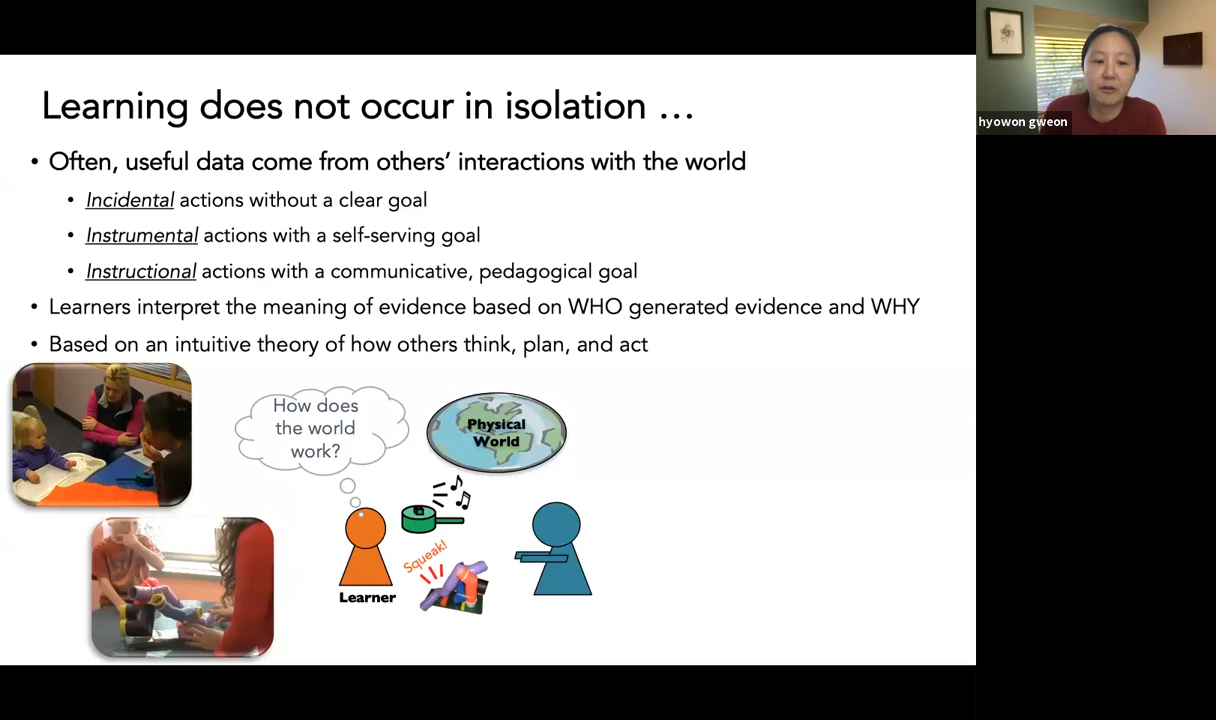 Learning does not occur in isolation …
• Often, useful data come from others’ interactions with the world
• Incidental actions without a clear goal
• Instrumental actions with a self-serving goal
• Instructional actions with a communicative, pedagogical goal
• Learners interpret the meaning of evidence based on WHO generated evidence and WHY
• Based on an intuitive theory of how others think, plan, and act
How does
the world
work?
Physical
World
Squeak!
Learner
hyowon gweon